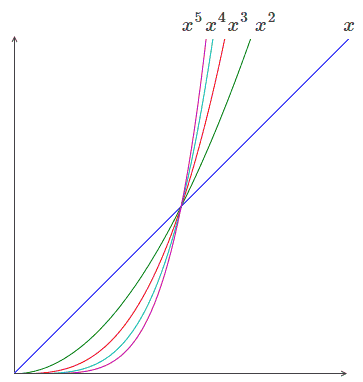 x⁵ x⁴ x³ x² x